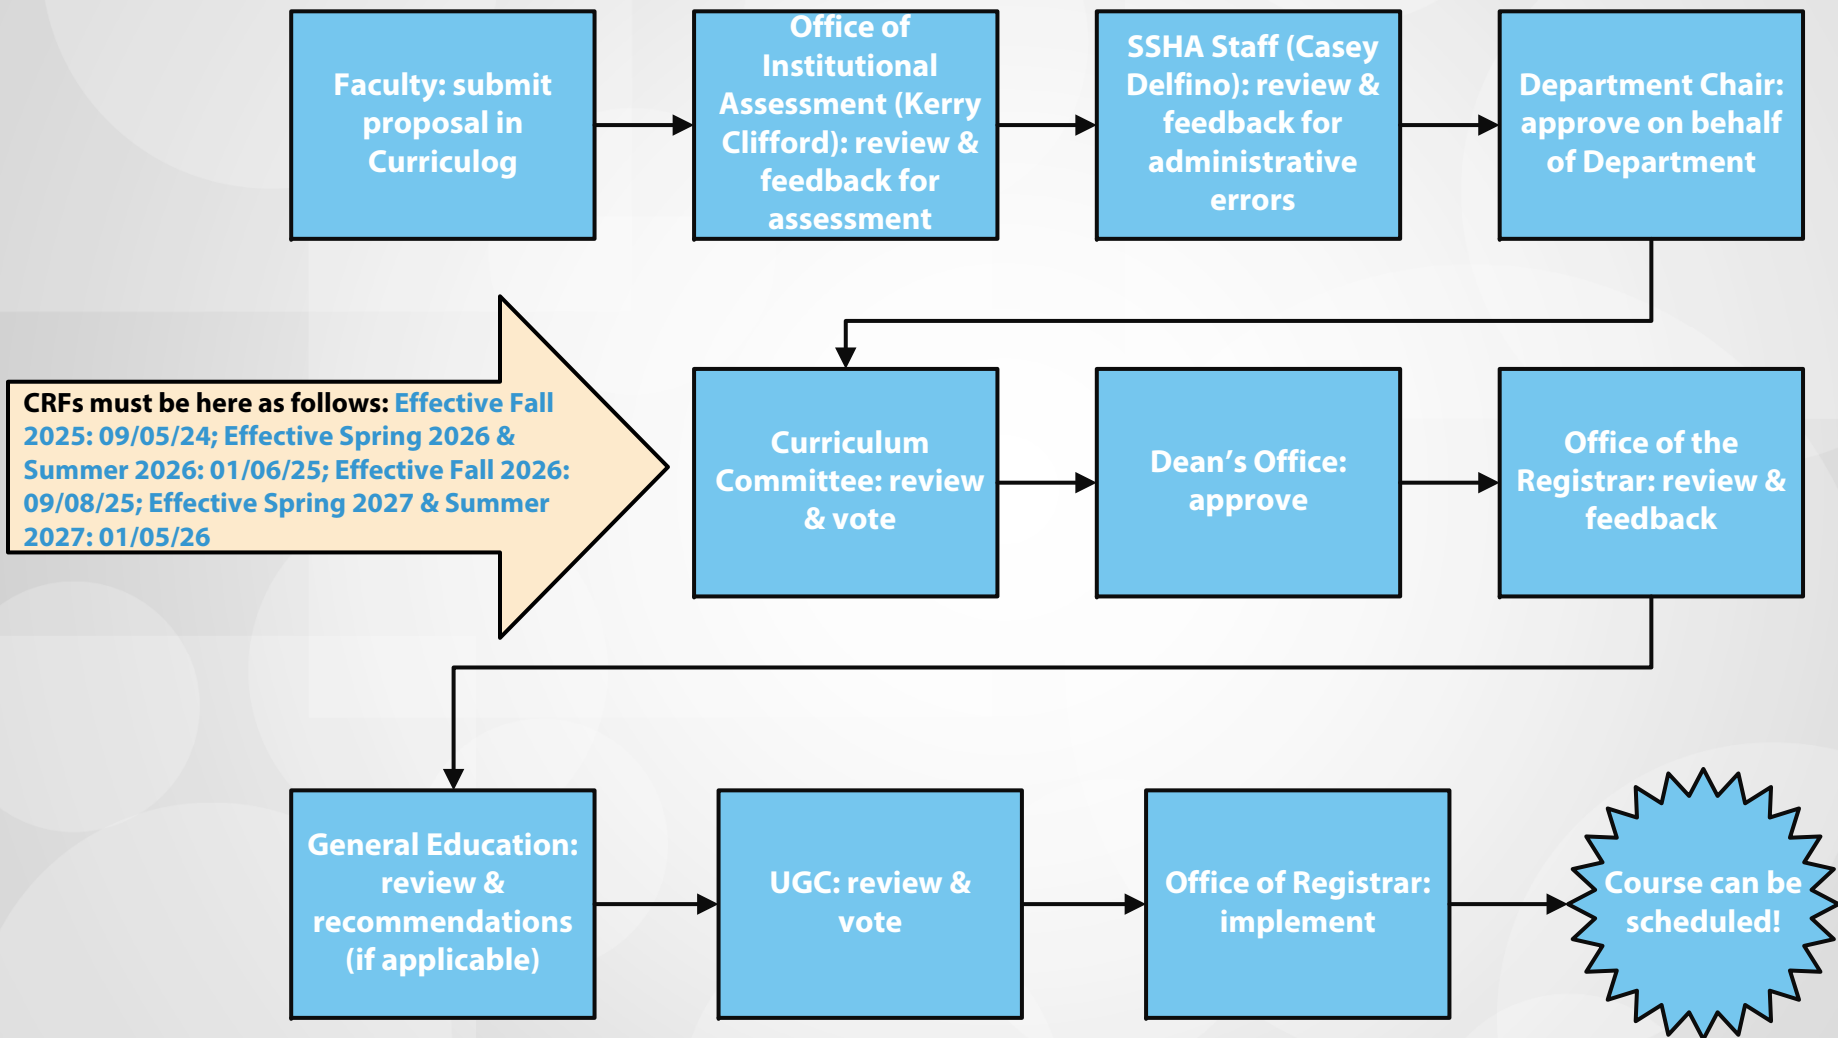 Faculty: submit
proposal in
Curriculog
Office of
Institutional
Assessment (Kerry
Clifford): review &
feedback for
assessment
SSHA Staff (Casey
Delfino): review &
feedback for
administrative
errors
Department Chair:
approve on behalf
of Department
CRFs must be here as follows: Effective Fall
2025: 09/05/24; Effective Spring 2026 &
Summer 2026: 01/06/25; Effective Fall 2026:
09/08/25; Effective Spring 2027 & Summer
2027: 01/05/26
Curriculum
Committee: review
& vote
Dean’s Office:
approve
Office of the
Registrar: review &
feedback
General Education:
review &
recommendations
(if applicable)
UGC: review &
vote
Office of Registrar:
implement
Course can be
scheduled!